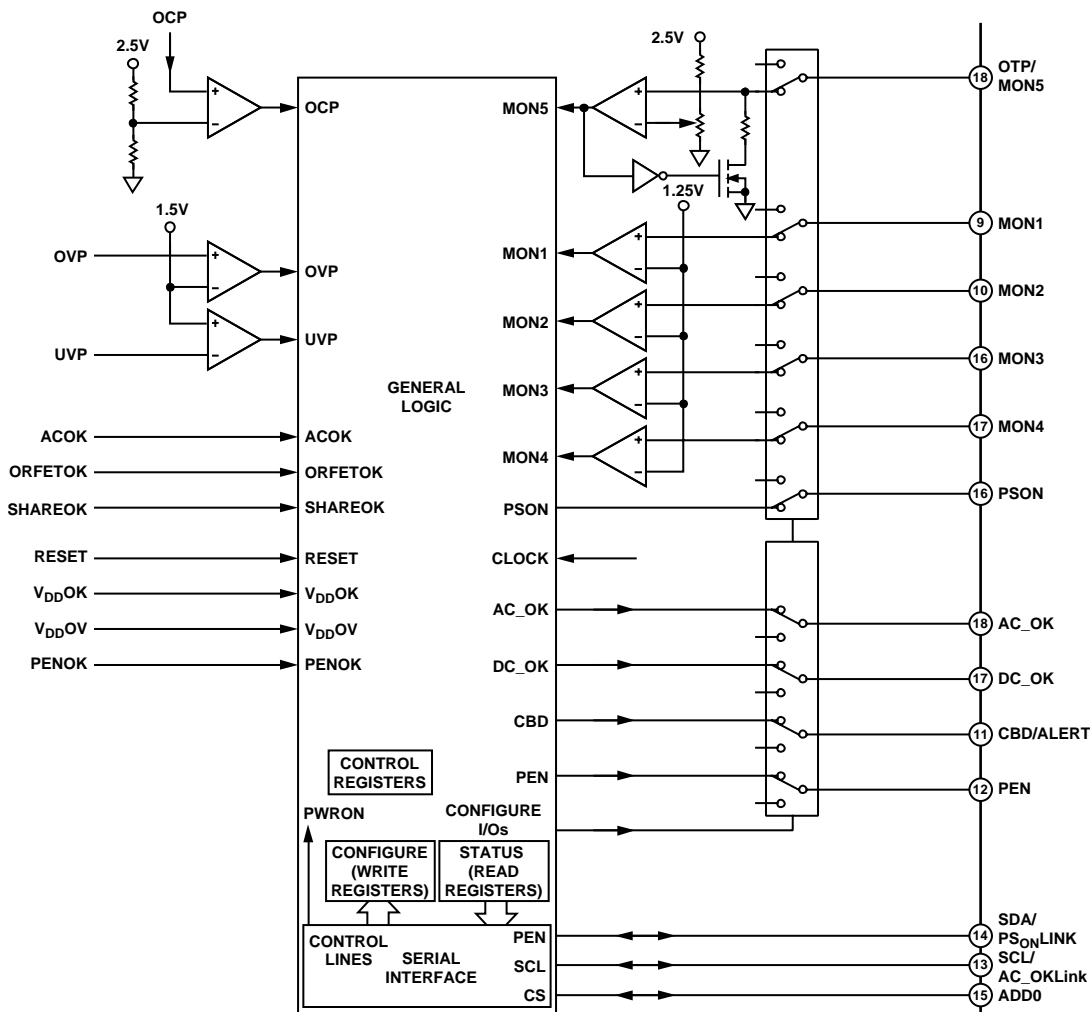 OCP
2.5V
+
−
OCP
1.5V
OVP
+
−
OVP
+
−
UVP
UVP
ACOK
ACOK
ORFETOK
ORFETOK
SHAREOK
SHAREOK
RESET
RESET
VDDOK
VDDOK
VDDOV
VDDOV
PENOK
PENOK
GENERAL
LOGIC
CONTROL
REGISTERS
PWRON
CONFIGURE
(WRITE
REGISTERS)
CONFIGURE
I/Os
STATUS
(READ
REGISTERS)
CONTROL
LINES
SERIAL
INTERFACE
PEN
SCL
CS
MON5
+
−
2.5V
1.25V
MON1
+
−
MON2
+
−
MON3
+
−
MON4
+
−
PSON
CLOCK
AC_OK
DC_OK
CBD
PEN
18 OTP/
MON5
9 MON1
10 MON2
16 MON3
17 MON4
16 PSON
18 AC_OK
17 DC_OK
11 CBD/ALERT
12 PEN
SDA/
14 PSONLINK
13 SCL/
AC_OKLink
15 ADD0